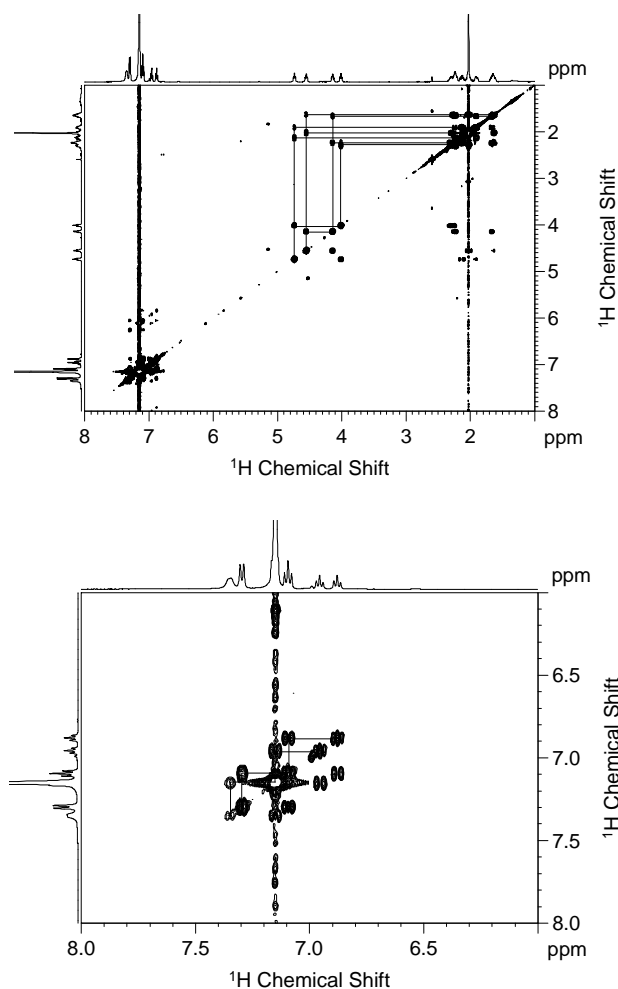 ppm
2
3
4
5
6
7
8
¹H Chemical Shift
8 7 6 5 4 3 2 ppm
¹H Chemical Shift
ppm
6.5
7.0
7.5
8.0
¹H Chemical Shift
8.0 7.5 7.0 6.5 ppm
¹H Chemical Shift